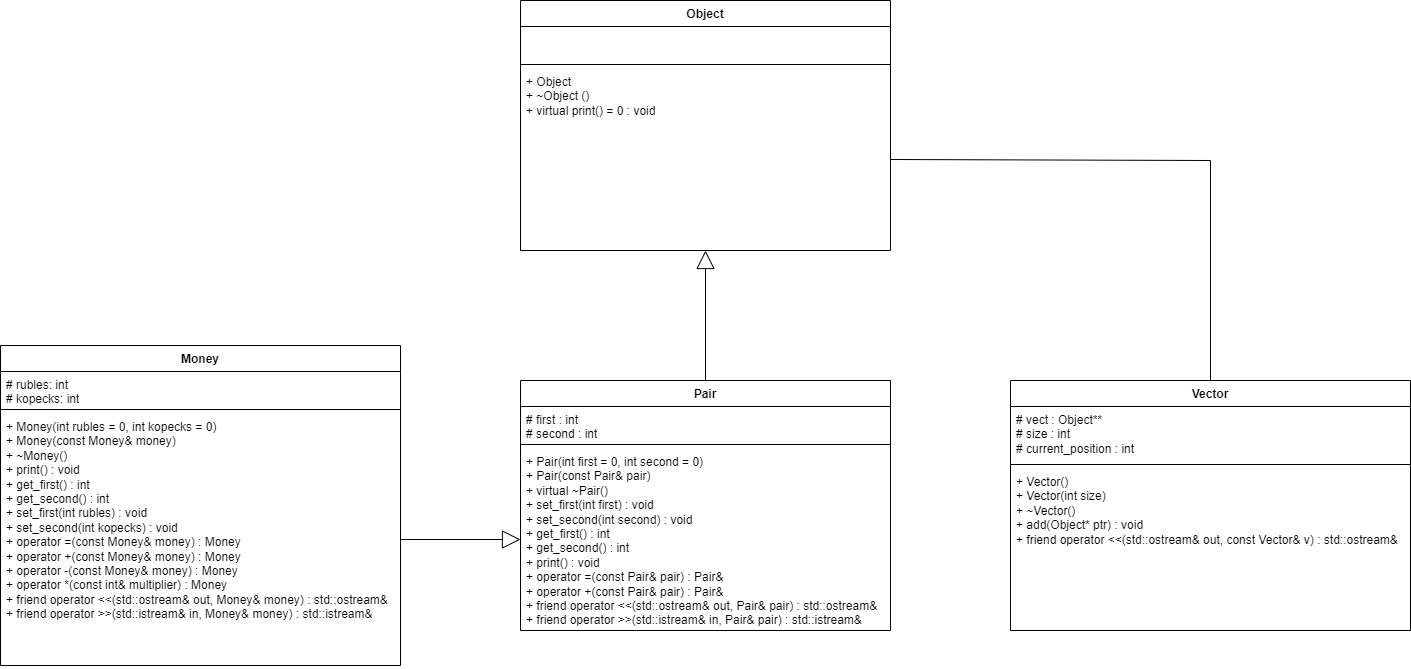 Object
+ Object
+ ~Object ()
+ virtual print() = 0 : void
Money
# rubles: int
# kopecks: int
+ Money(int rubles = 0, int kopecks = 0)
+ Money(const Money& money)
+ ~Money()
+ print() : void
+ get_first() : int
+ get_second() : int
+ set_first(int rubles) : void
+ set_second(int kopecks) : void
+ operator =(const Money& money) : Money
+ operator +(const Money& money) : Money
+ operator -(const Money& money) : Money
+ operator *(const int& multiplier) : Money
+ friend operator <<(std::ostream& out, Money& money) : std::ostream&
+ friend operator >>(std::istream& in, Money& money) : std::istream&
Pair
# first : int
# second : int
+ Pair(int first = 0, int second = 0)
+ Pair(const Pair& pair)
+ virtual ~Pair()
+ set_first(int first) : void
+ set_second(int second) : void
+ get_first() : int
+ get_second() : int
+ print() : void
+ operator =(const Pair& pair) : Pair&
+ operator +(const Pair& pair) : Pair&
+ friend operator <<(std::ostream& out, Pair& pair) : std::ostream&
+ friend operator >>(std::istream& in, Pair& pair) : std::istream&
Vector
# vect : Object**
# size : int
# current_position : int
+ Vector()
+ Vector(int size)
+ ~Vector()
+ add(Object* ptr) : void
+ friend operator <<(std::ostream& out, const Vector& v) : std::ostream&